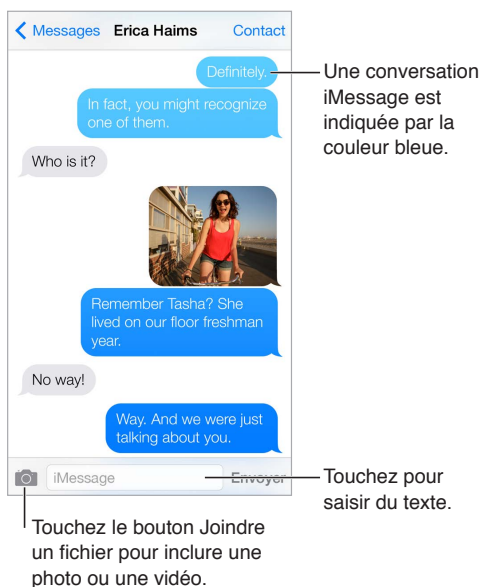 Messages Erica Haims Contact
Definitely.
Une conversation
iMessage est
indiquée par la
couleur bleue.
In fact, you might recognize
one of them.
Who is it?
Remember Tasha? She
lived on our floor freshman
year.
No way!
Way. And we were just
talking about you.
iMessage Envoyer
Touchez pour
saisir du texte.
Touchez le bouton Joindre
un fichier pour inclure une
photo ou une vidéo.